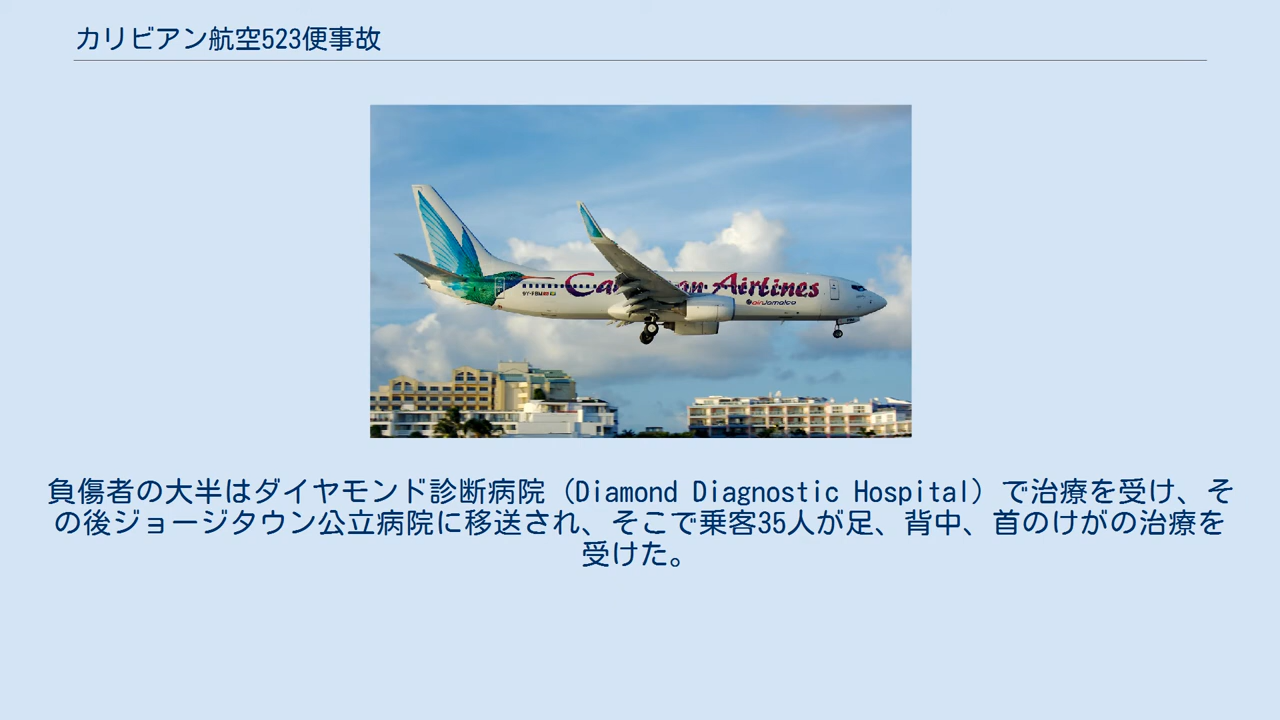 カリビアン航空523便事故
Caribbean Airlines
airJamaica
負傷者の大半はダイヤモンド診断病院（Diamond Diagnostic Hospital）で治療を受け、そ
の後ジョージタウン公立病院に移送され、そこで乗客35人が足、背中、首のけがの治療を
受けた。